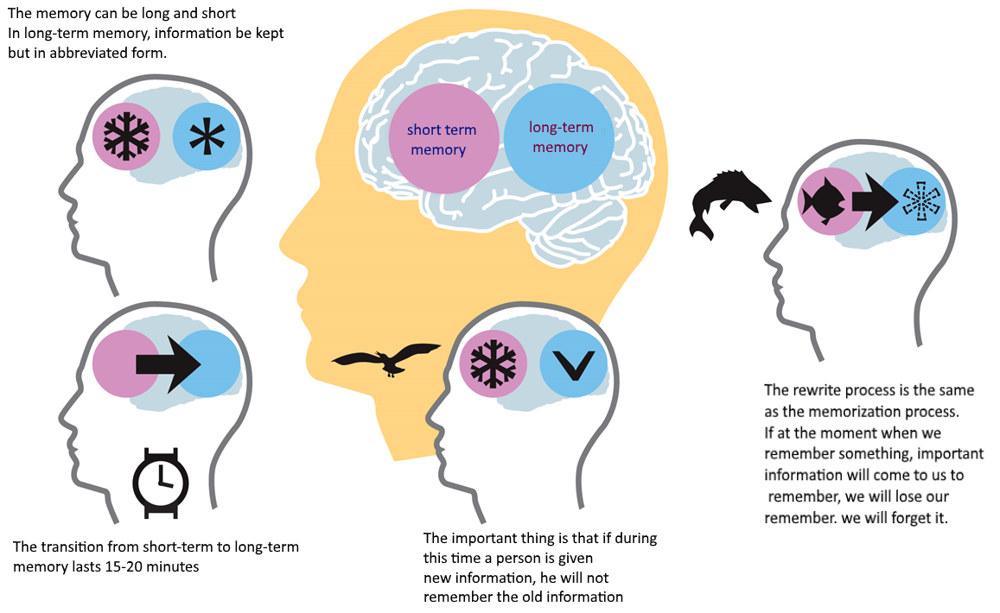 The memory can be long and short
In long-term memory, information be kept
but in abbreviated form.
short term
memory
long-term
memory
The transition from short-term to long-term
memory lasts 15-20 minutes
The important thing is that if during
this time a person is given
new information, he will not
remember the old information
The rewrite process is the same
as the memorization process.
If at the moment when we
remember something, important
information will come to us to
remember, we will lose our
remember. we will forget it.